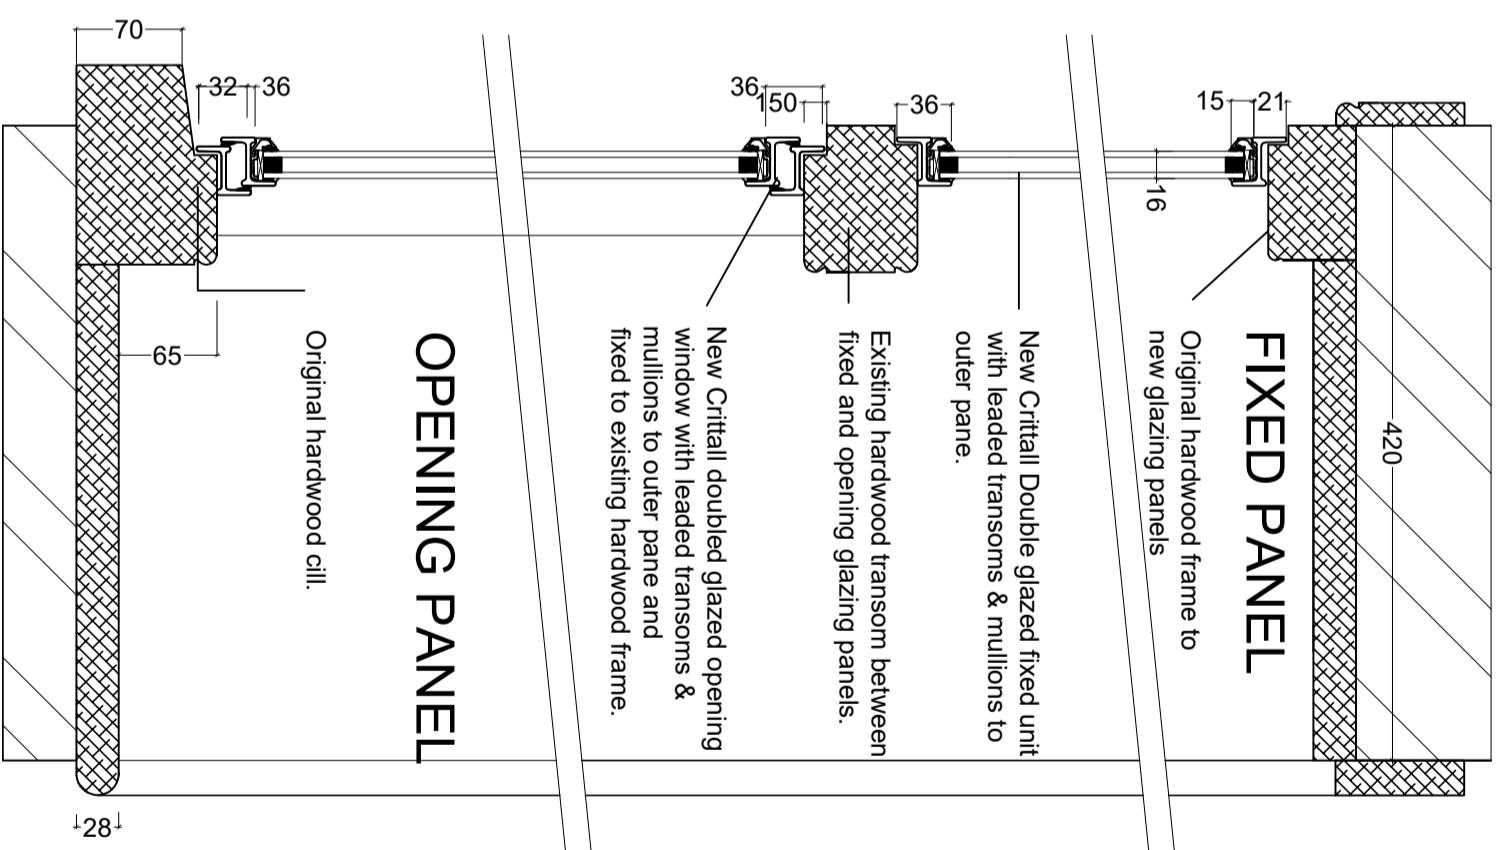 70
32
36
36
150
36
15
21
16
65
420
28
FIXED PANEL
Original hardwood frame to
new glazing panels
New Crittall Double glazed fixed unit
with leaded transoms & mullions to
outer pane.
Existing hardwood transom between
fixed and opening glazing panels.
New Crittall doubled glazed opening
window with leaded transoms &
mullions to outer pane and
fixed to existing hardwood frame.
OPENING PANEL
Original hardwood cill.